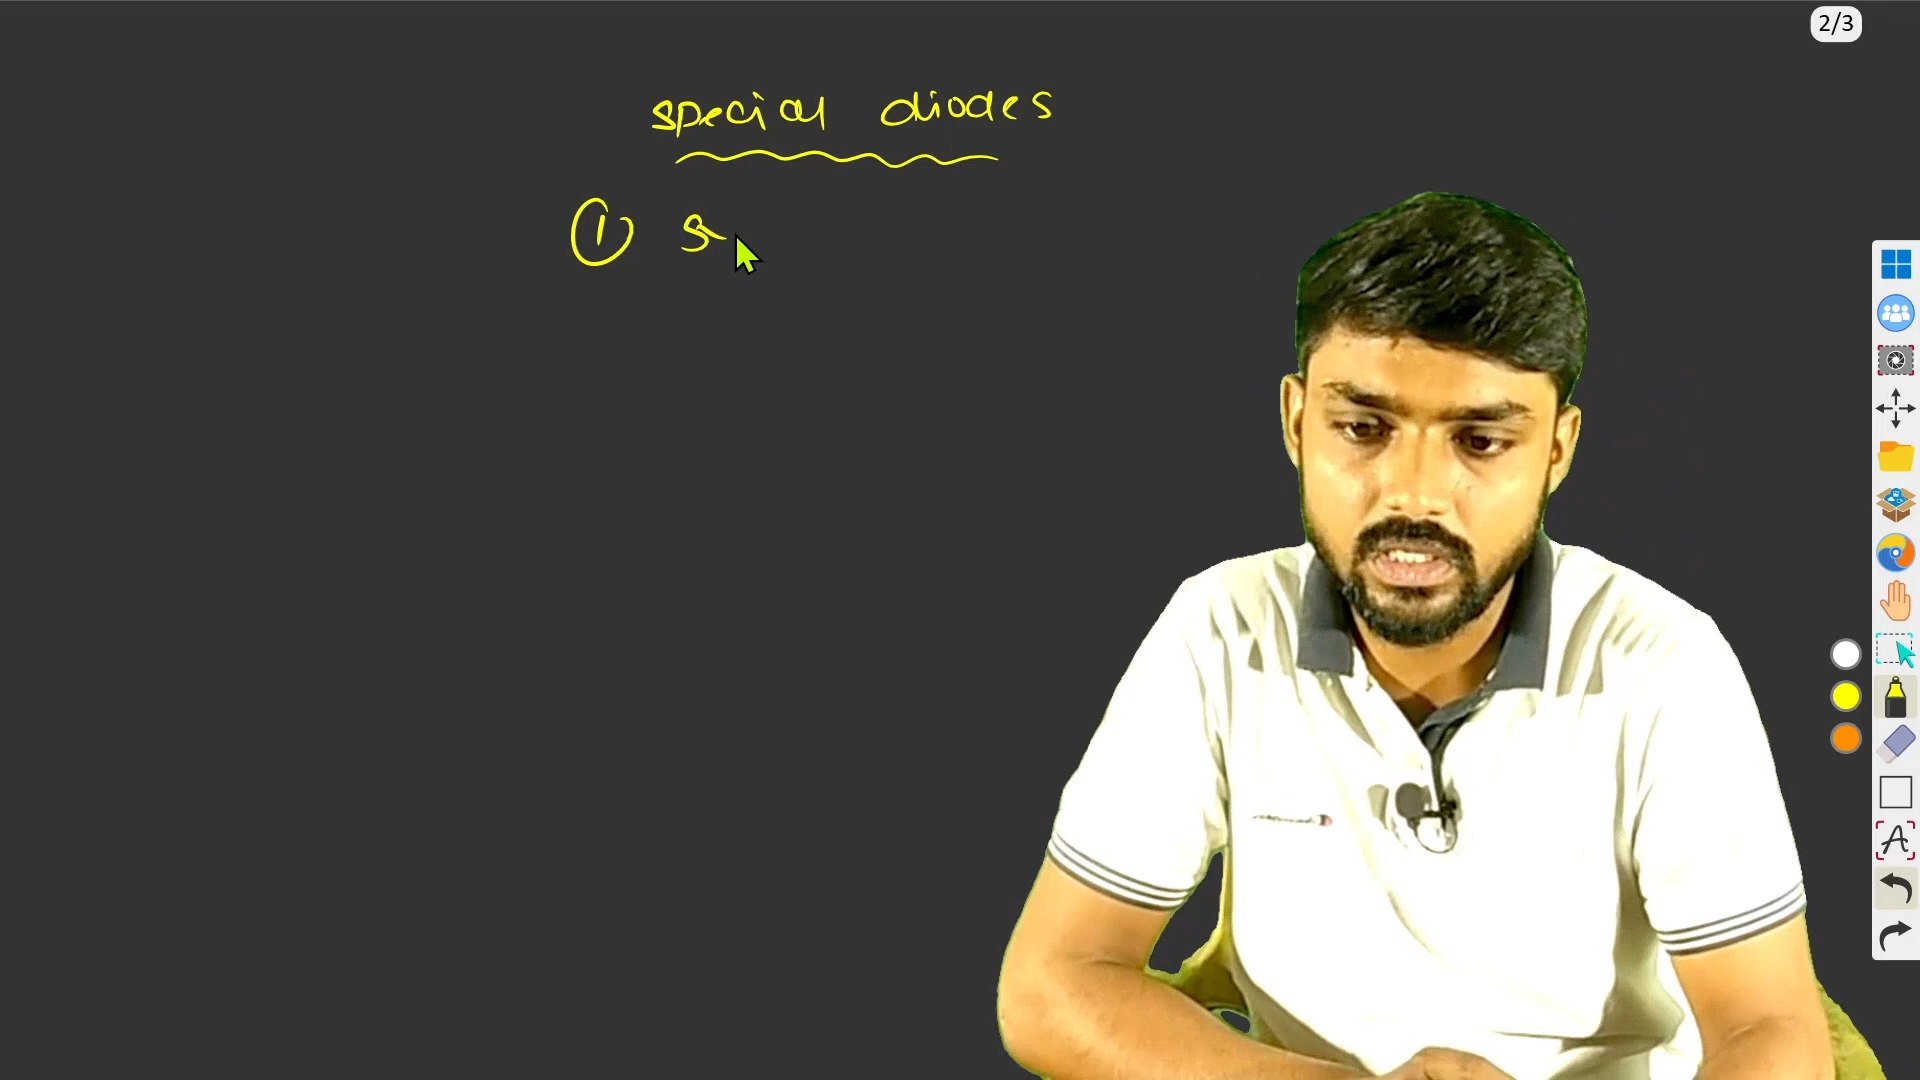 2/3
special diodes
① s